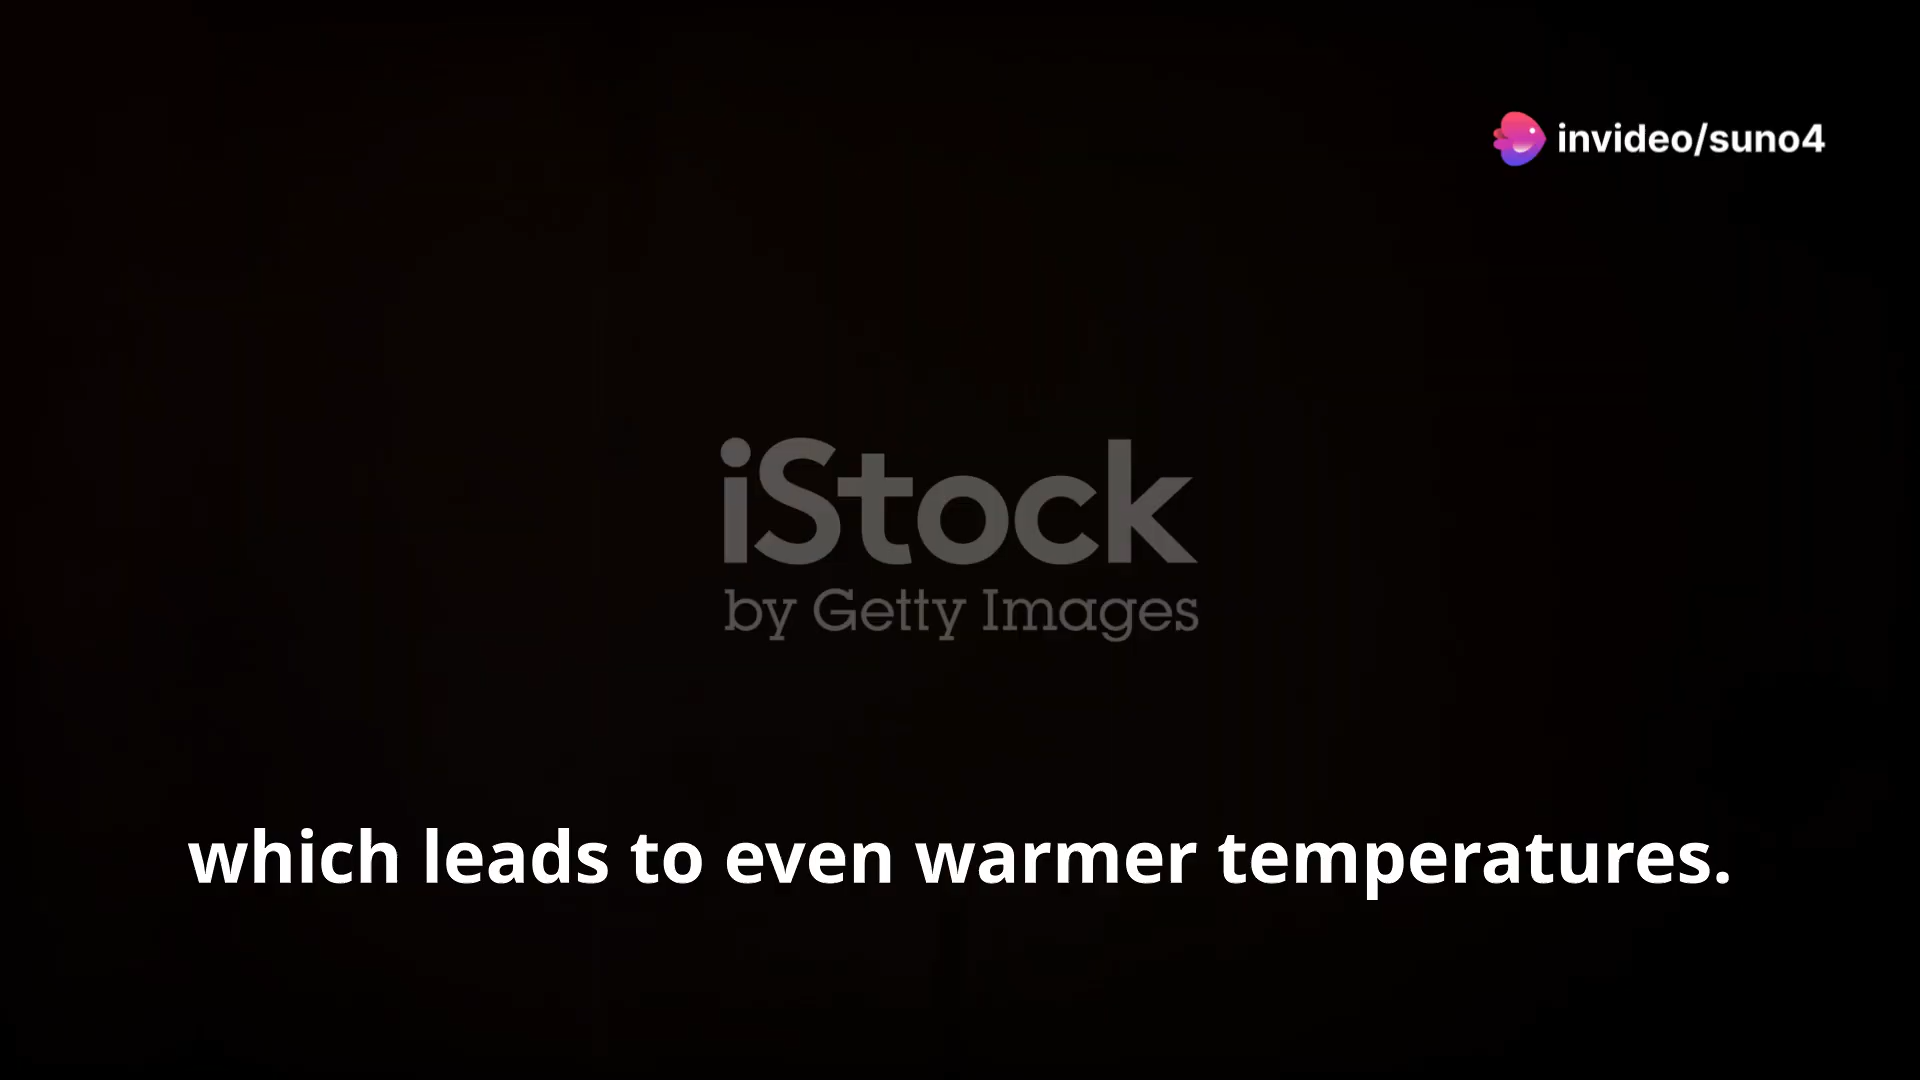 invideo/suno4
iStock
by Getty Images
which leads to even warmer temperatures.